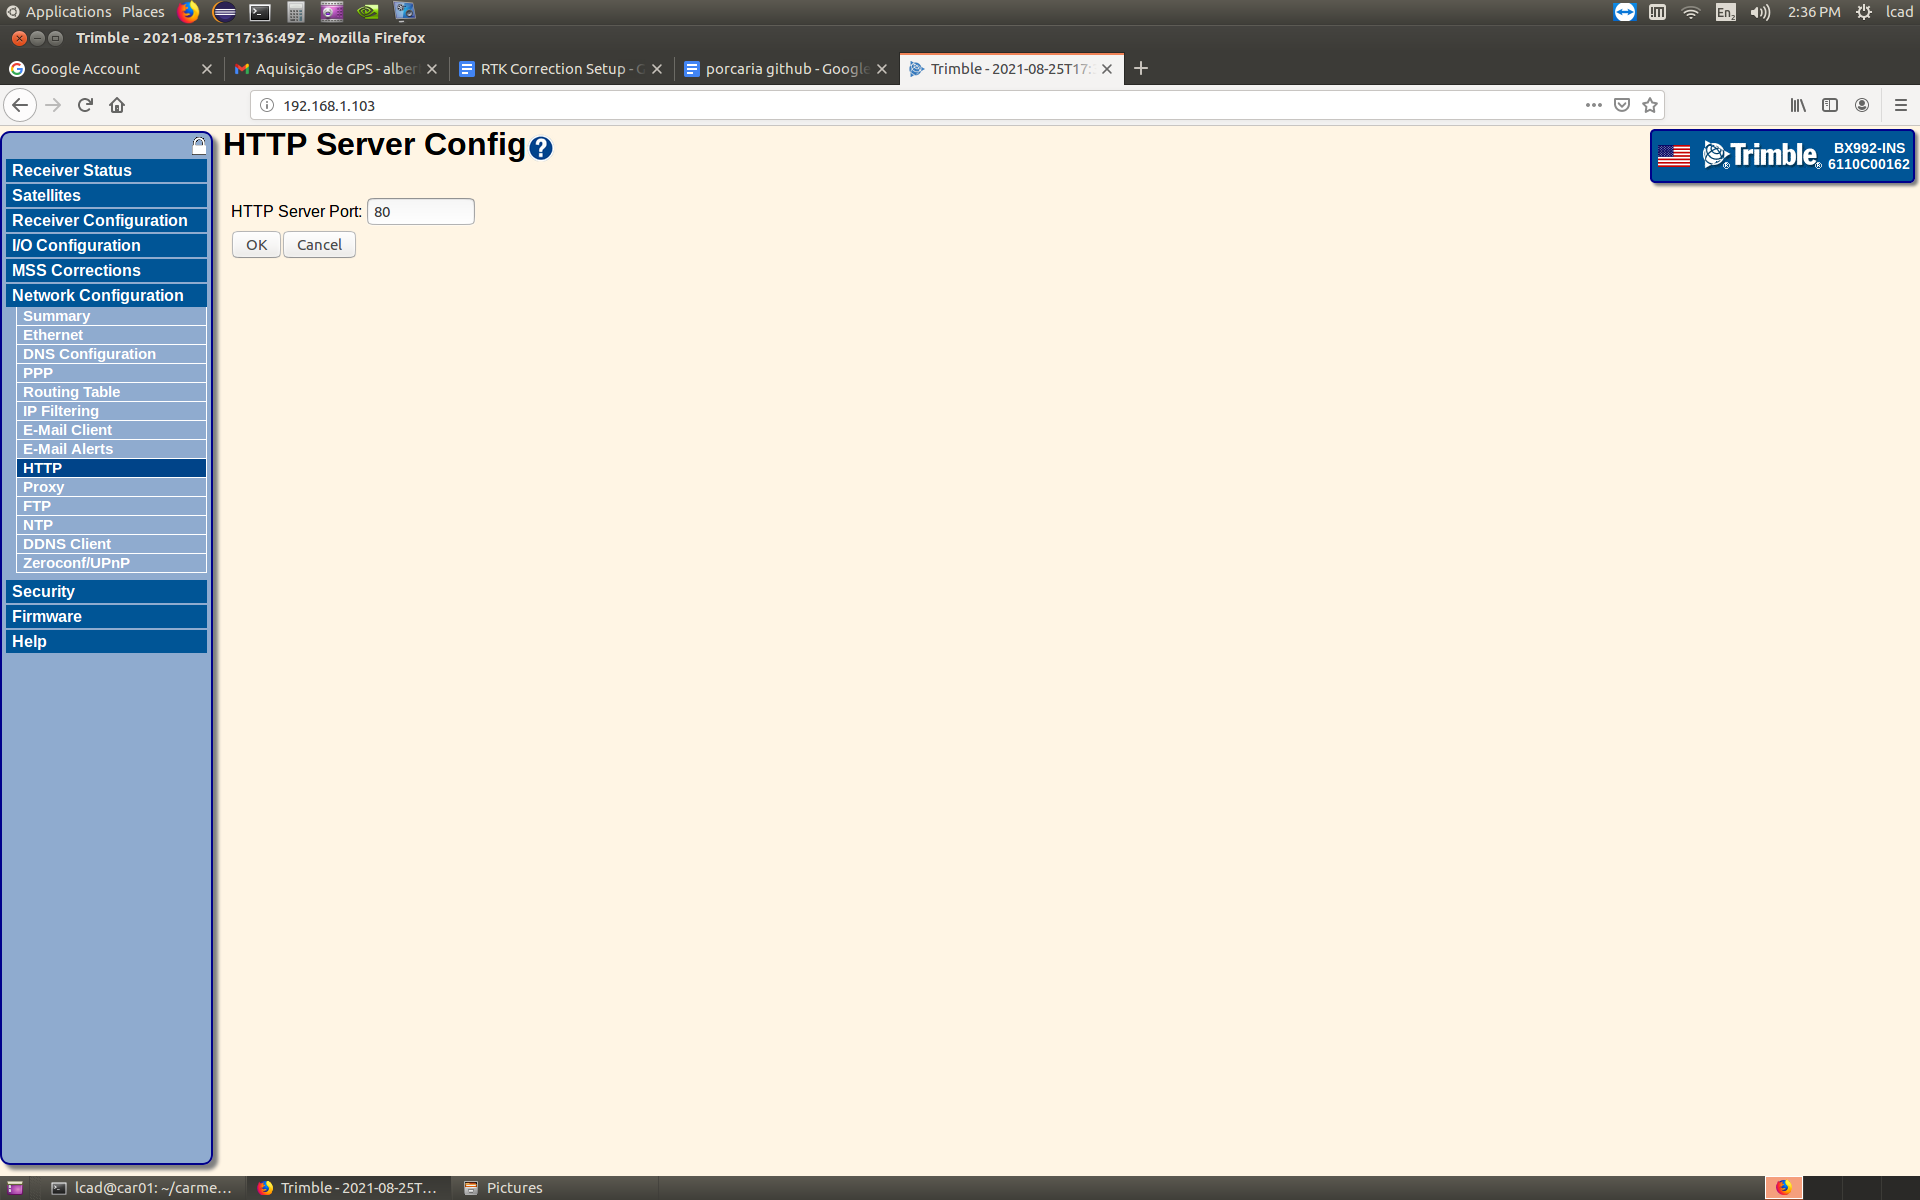 Applications Places
En2 2:36 PM lcad
Trimble - 2021-08-25T17:36:49Z - Mozilla Firefox
Google Account
Aquisição de GPS - alber
RTK Correction Setup - G
porcaria github - Google
Trimble - 2021-08-25T17:
192.168.1.103
HTTP Server Config?
Trimble
BX992-INS
6110C00162
Receiver Status
Satellites
Receiver Configuration
I/O Configuration
MSS Corrections
Network Configuration
Summary
Ethernet
DNS Configuration
PPP
Routing Table
IP Filtering
E-Mail Client
E-Mail Alerts
HTTP
Proxy
FTP
NTP
DDNS Client
Zeroconf/UPnP
Security
Firmware
Help
HTTP Server Port: 80
OK Cancel
lcad@car01: ~/carme...
Trimble - 2021-08-25T...
Pictures